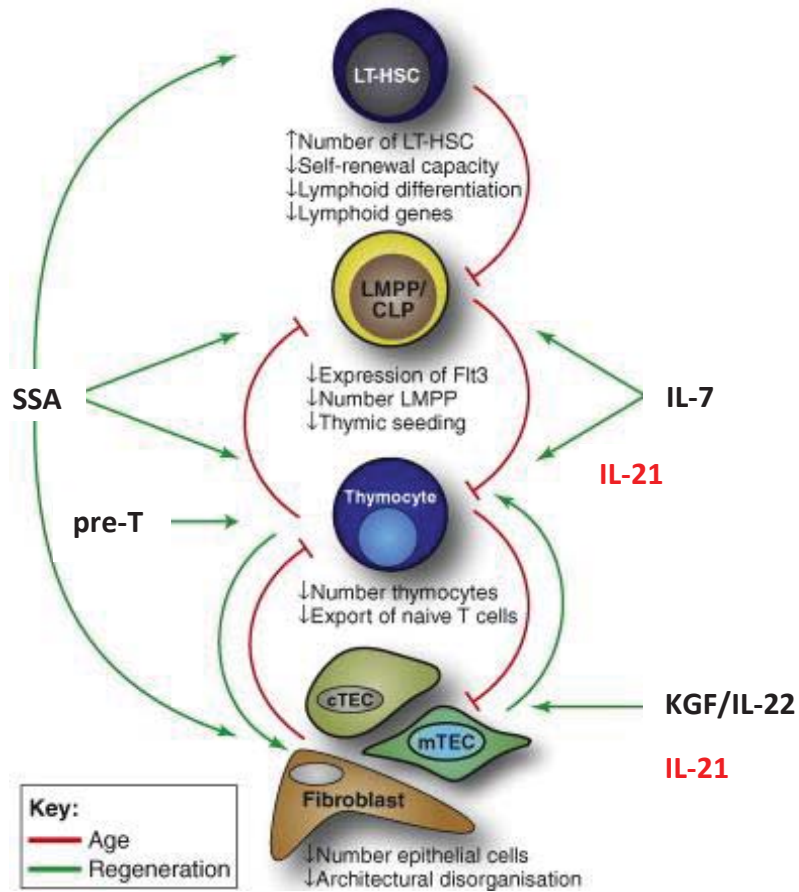 LT-HSC
↑Number of LT-HSC
↓Self-renewal capacity
↓Lymphoid differentiation
↓Lymphoid genes
LMPP/
CLP
↓Expression of Flt3
↓Number LMPP
↓Thymic seeding
SSA
IL-7
IL-21
Thymocyte
pre-T
↓Number thymocytes
↓Export of naive T cells
cTEC
mTEC
KGF/IL-22
IL-21
Fibroblast
↓Number epithelial cells
↓Architectural disorganisation
Key:
Age
Regeneration